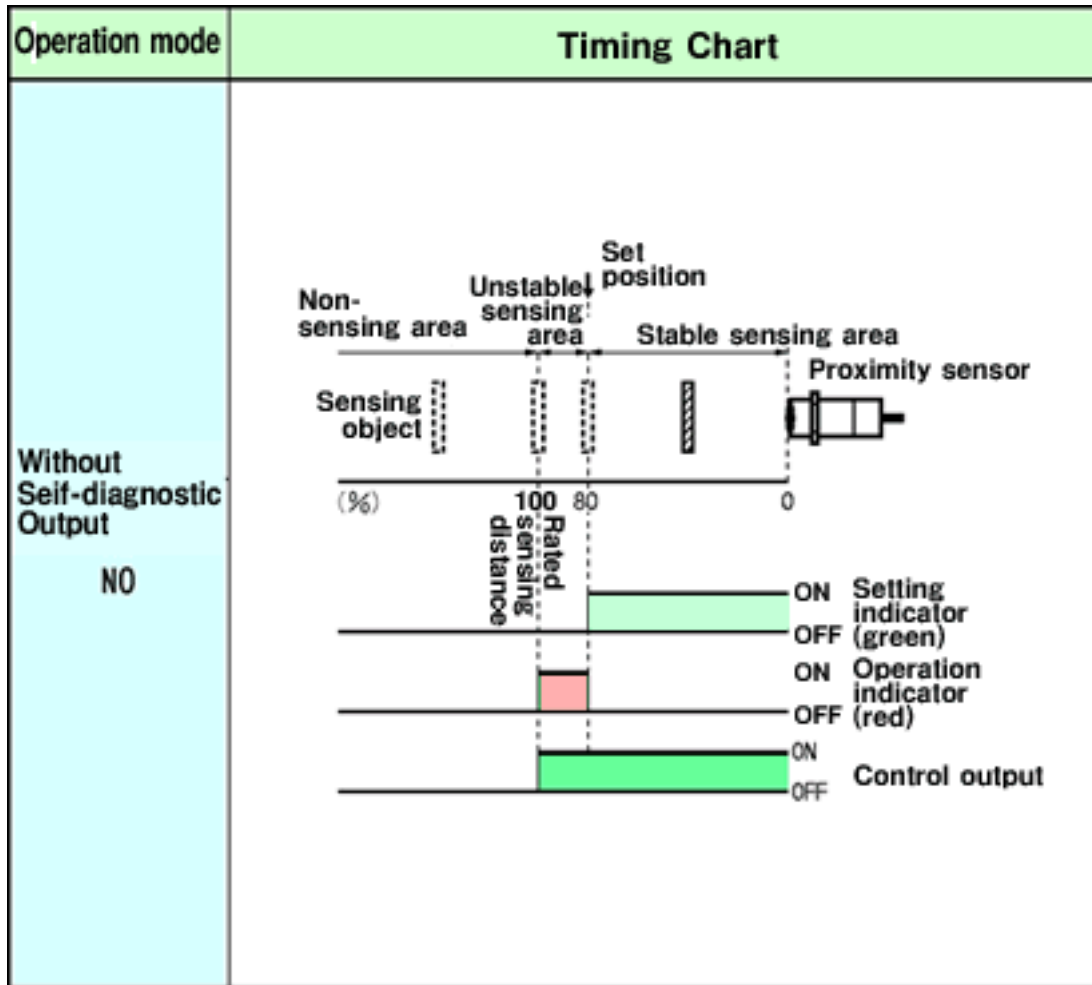 Operation mode
Timing Chart
Without
Seif-diagnostic
Output
NO
Set
position
Unstable
sensing
area
Non-
sensing area
Stable sensing area
Proximity sensor
Sensing
object
(%)
100
80
0
Rated
sensing
distance
ON
OFF
Setting
indicator
(green)
ON
OFF
Operation
indicator
(red)
ON
OFF
Control output